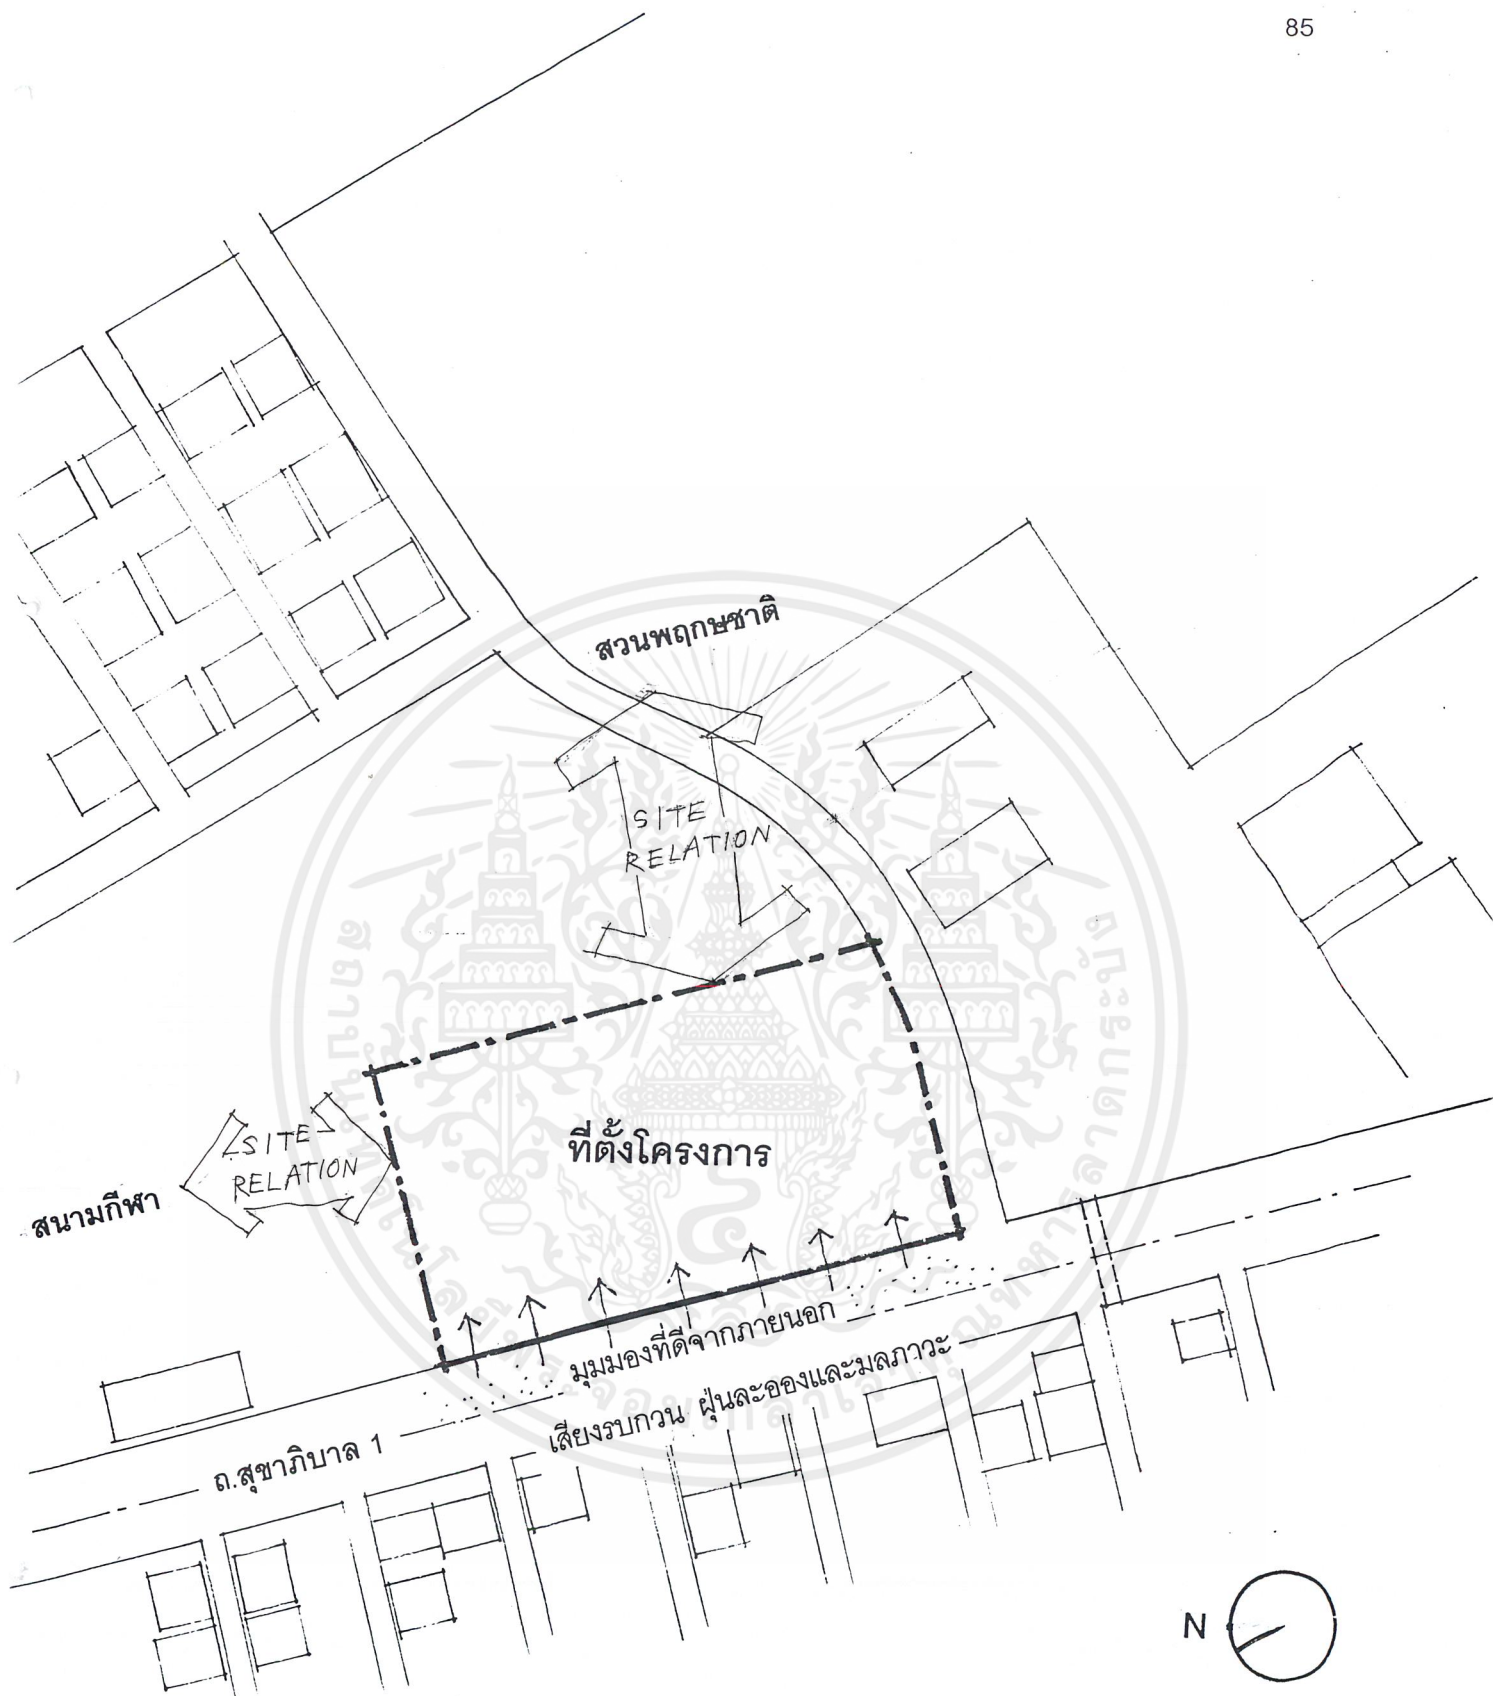 85
สวนพฤกษชาติ
SITE
RELATION
ที่ตั้งโครงการ
SITE
RELATION
สนามกีฬา
มุมมองที่ดีจากภายนอก
เสียงรบกวน ฝุ่นละอองและมลภาวะ
ถ.สุขาภิบาล 1
N